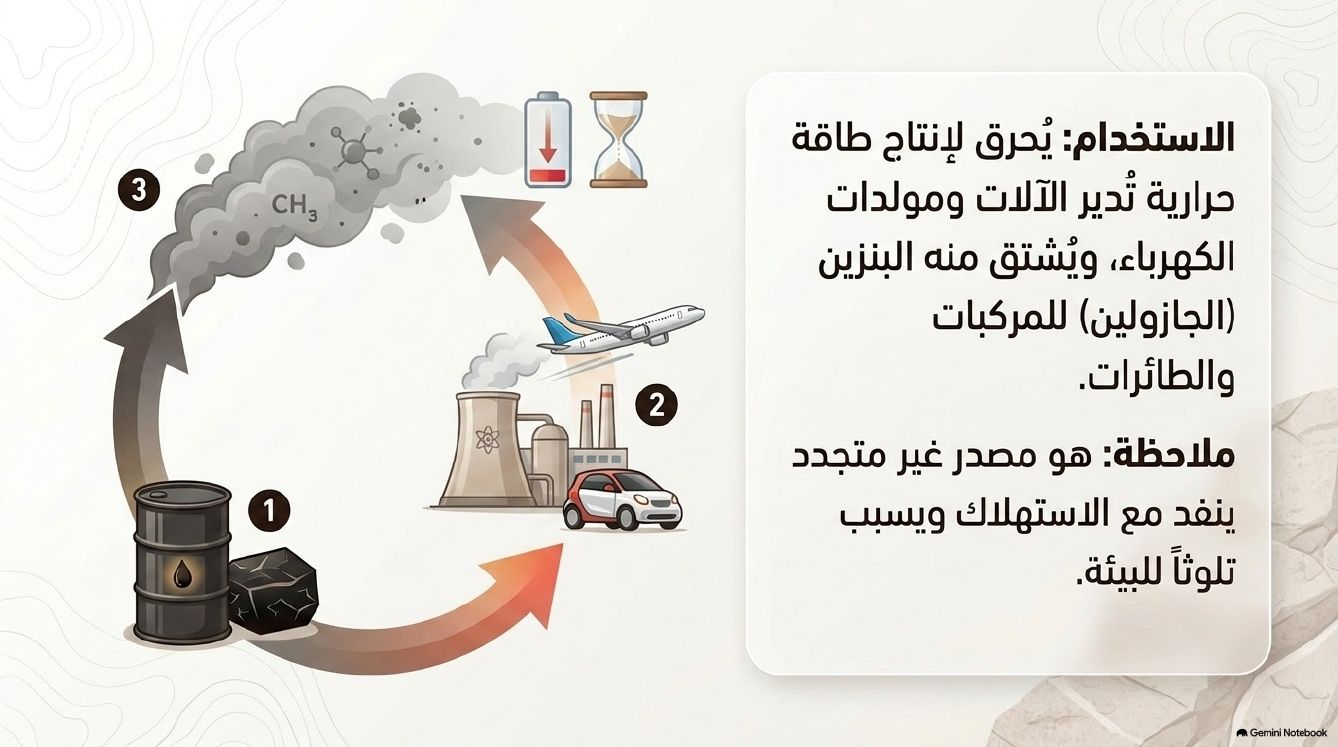 الاستخدام: يُحرق لإنتاج طاقة
حرارية تُدير الآلات ومولدات
الكهرباء، ويُشتق منه البنزين
(الجازولين) للمركبات
والطائرات.
ملاحظة: هو مصدر غير متجدد
ينفد مع الاستهلاك ويسبب
تلوثاً للبيئة.
3
CH₃
2
1
Gemini Notebook